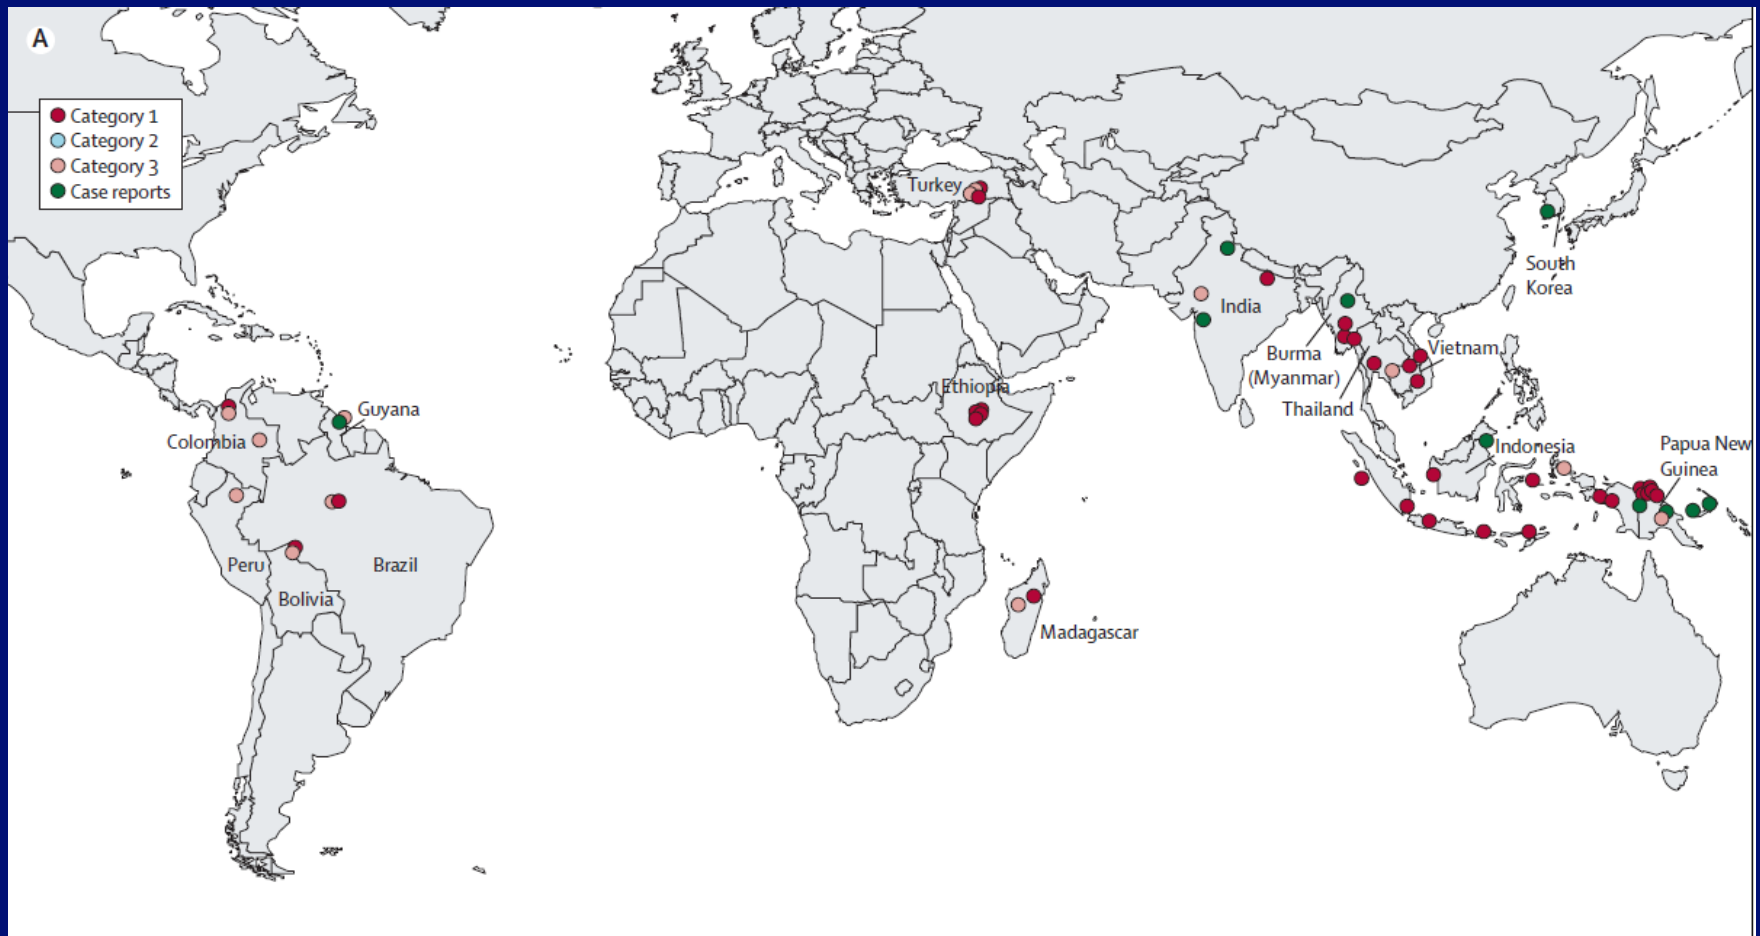 A
Category 1
Category 2
Category 3
Case reports
Turkey
South
Korea
India
Burma
(Myanmar)
Vietnam
Thailand
Ethiopia
Guyana
Colombia
Indonesia
Papua New
Guinea
Peru
Brazil
Bolivia
Madagascar